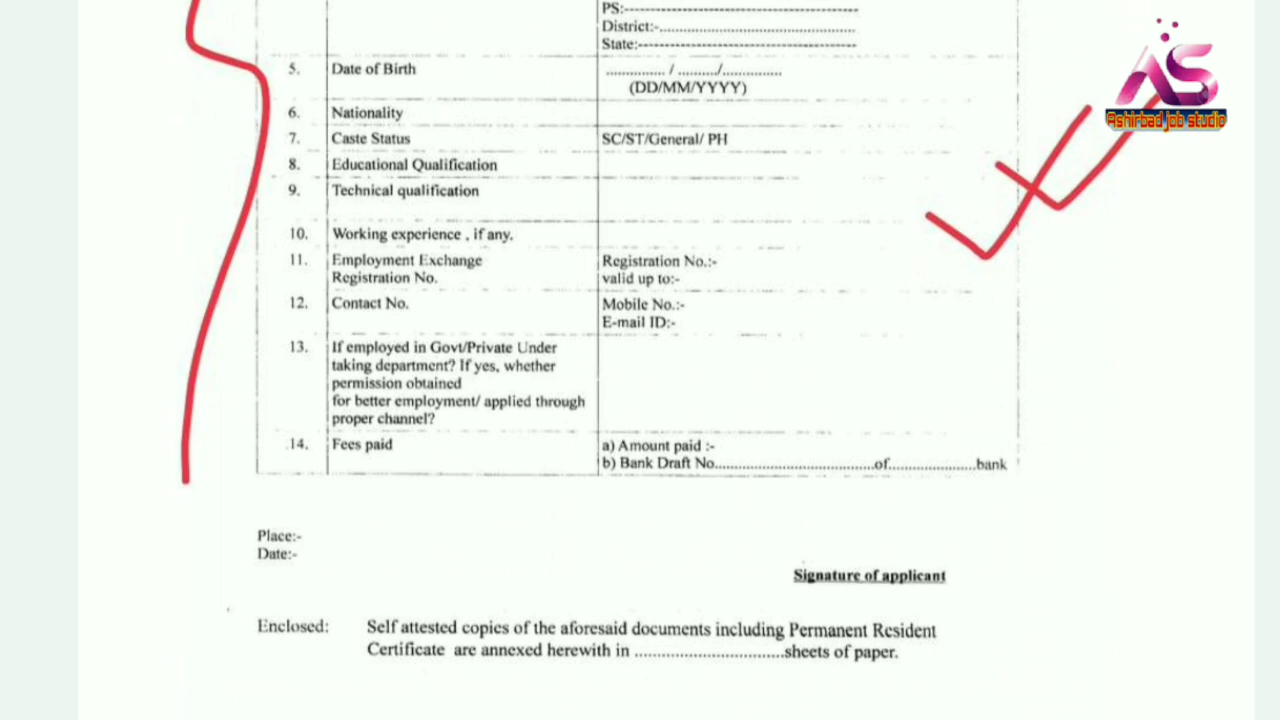 PS:-
District:-
State:-
5. Date of Birth ............... / ........../...............
(DD/MM/YYYY)
6. Nationality
7. Caste Status SC/ST/General/ PH
8. Educational Qualification
9. Technical qualification
10. Working experience , if any.
11. Employment Exchange Registration No.:-
Registration No. valid up to:-
12. Contact No. Mobile No.:-
E-mail ID:-
13. If employed in Govt/Private Under
taking department? If yes, whether
permission obtained
for better employment/ applied through
proper channel?
14. Fees paid a) Amount paid :-
b) Bank Draft No.........................................of......................bank
Place:-
Date:-
Signature of applicant
Enclosed: Self attested copies of the aforesaid documents including Permanent Resident
Certificate are annexed herewith in ..............................sheets of paper.
AS
Ashirbad job studio